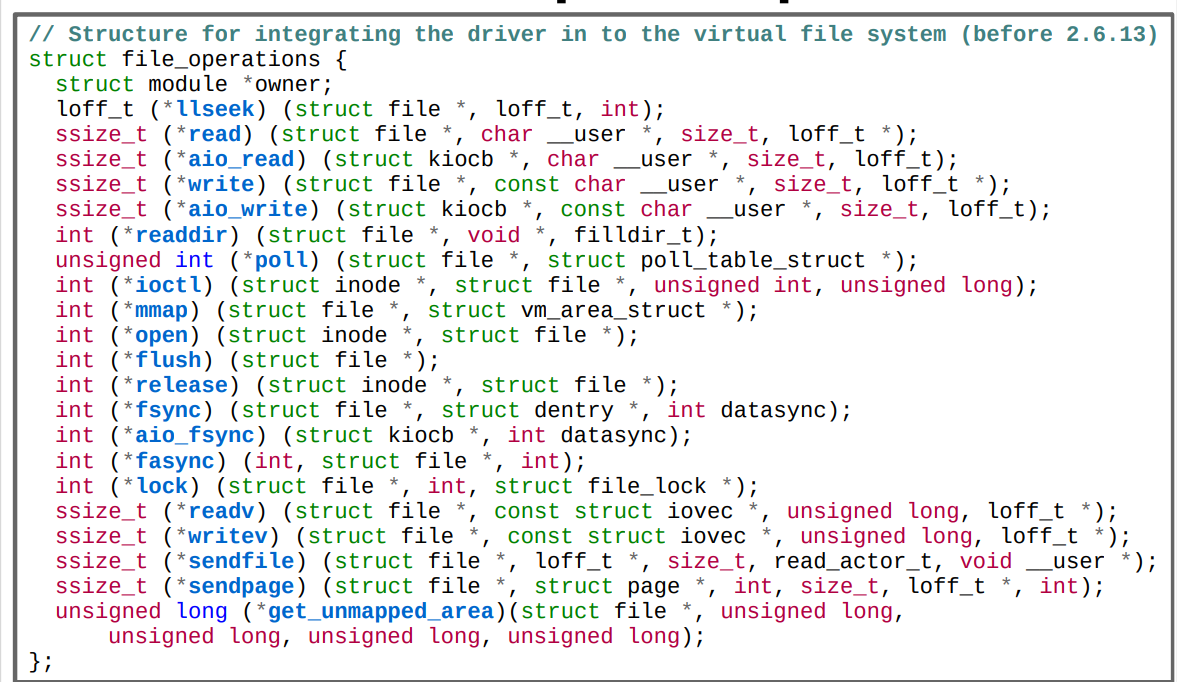 // Structure for integrating the driver in to the virtual file system (before 2.6.13)
struct file_operations {
  struct module *owner;
  loff_t (*llseek) (struct file *, loff_t, int);
  ssize_t (*read) (struct file *, char __user *, size_t, loff_t *);
  ssize_t (*aio_read) (struct kiocb *, char __user *, size_t, loff_t);
  ssize_t (*write) (struct file *, const char __user *, size_t, loff_t *);
  ssize_t (*aio_write) (struct kiocb *, const char __user *, size_t, loff_t);
  int (*readdir) (struct file *, void *, filldir_t);
  unsigned int (*poll) (struct file *, struct poll_table_struct *);
  int (*ioctl) (struct inode *, struct file *, unsigned int, unsigned long);
  int (*mmap) (struct file *, struct vm_area_struct *);
  int (*open) (struct inode *, struct file *);
  int (*flush) (struct file *);
  int (*release) (struct inode *, struct file *);
  int (*fsync) (struct file *, struct dentry *, int datasync);
  int (*aio_fsync) (struct kiocb *, int datasync);
  int (*fasync) (int, struct file *, int);
  int (*lock) (struct file *, int, struct file_lock *);
  ssize_t (*readv) (struct file *, const struct iovec *, unsigned long, loff_t *);
  ssize_t (*writev) (struct file *, const struct iovec *, unsigned long, loff_t *);
  ssize_t (*sendfile) (struct file *, loff_t *, size_t, read_actor_t, void __user *);
  ssize_t (*sendpage) (struct file *, struct page *, int, size_t, loff_t *, int);
  unsigned long (*get_unmapped_area)(struct file *, unsigned long,
      unsigned long, unsigned long, unsigned long);
};